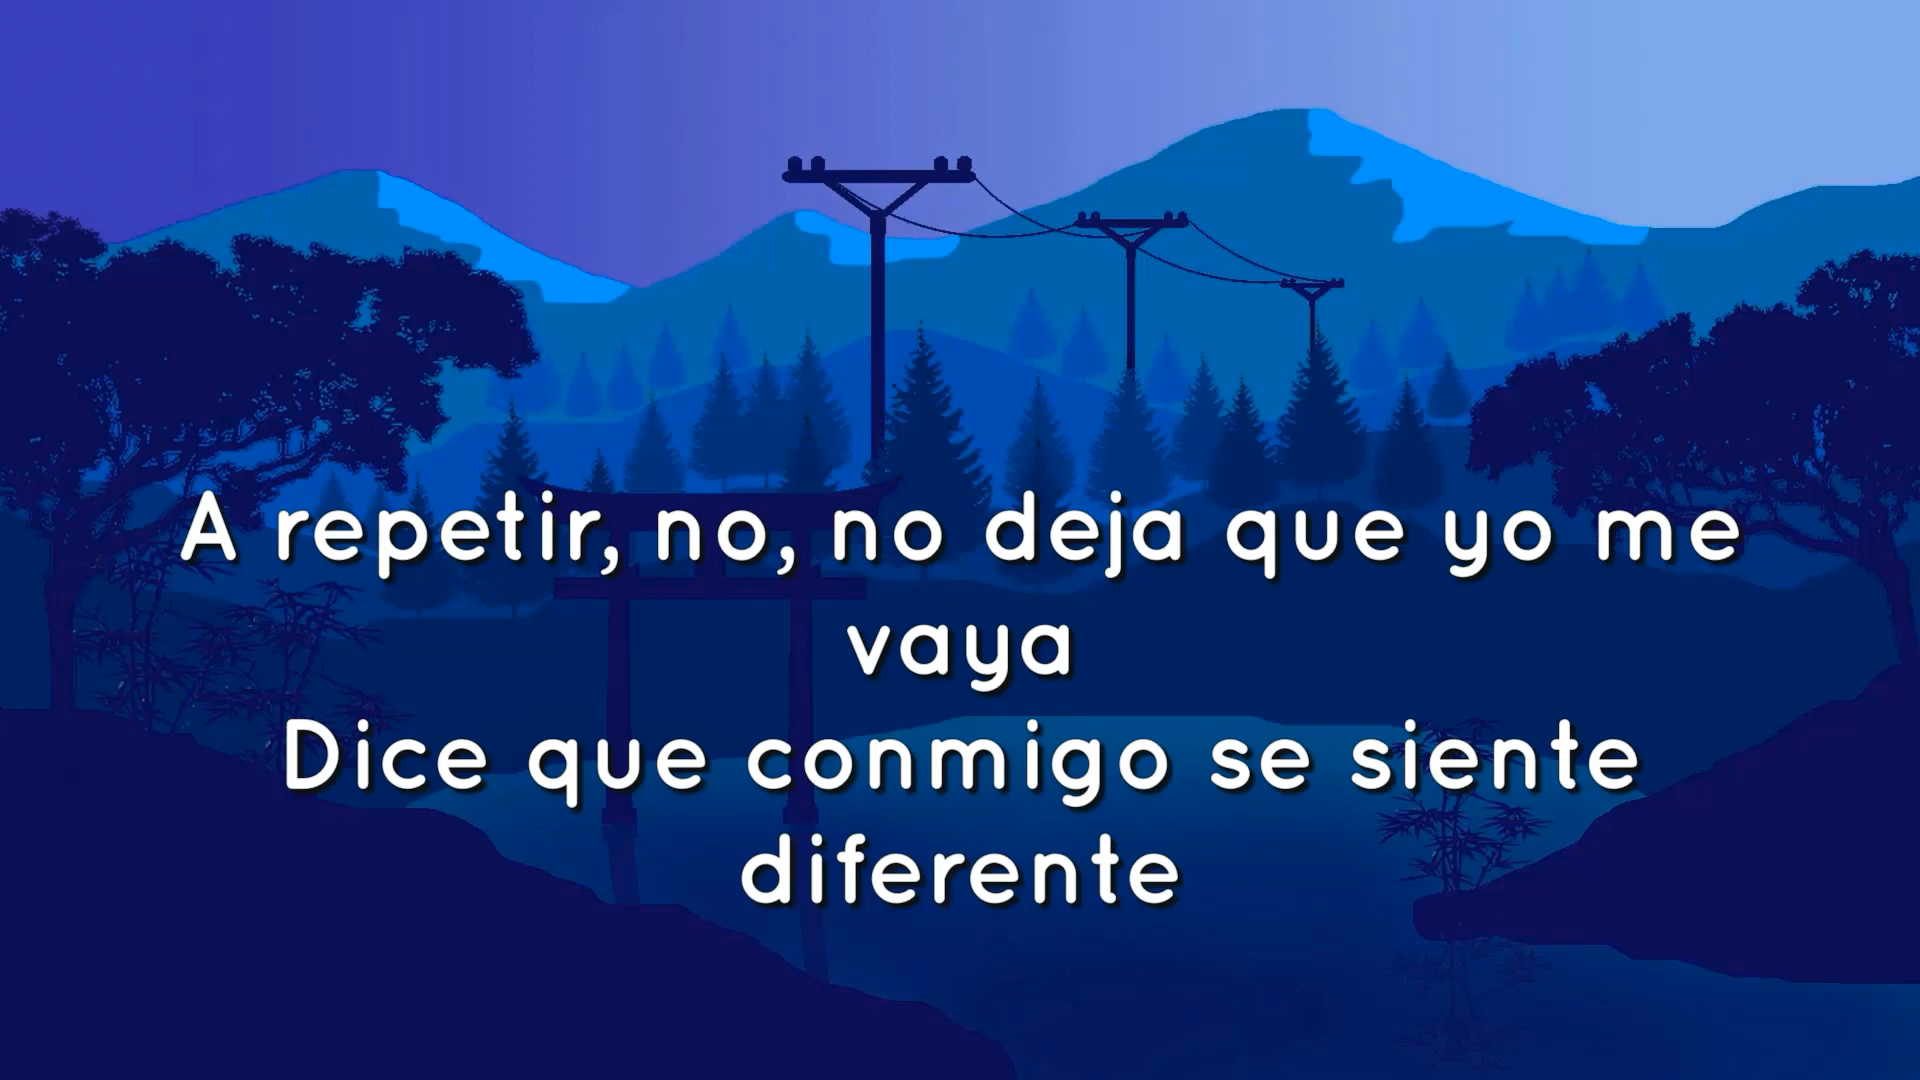 A repetir, no, no deja que yo me
vaya
Dice que conmigo se siente
diferente